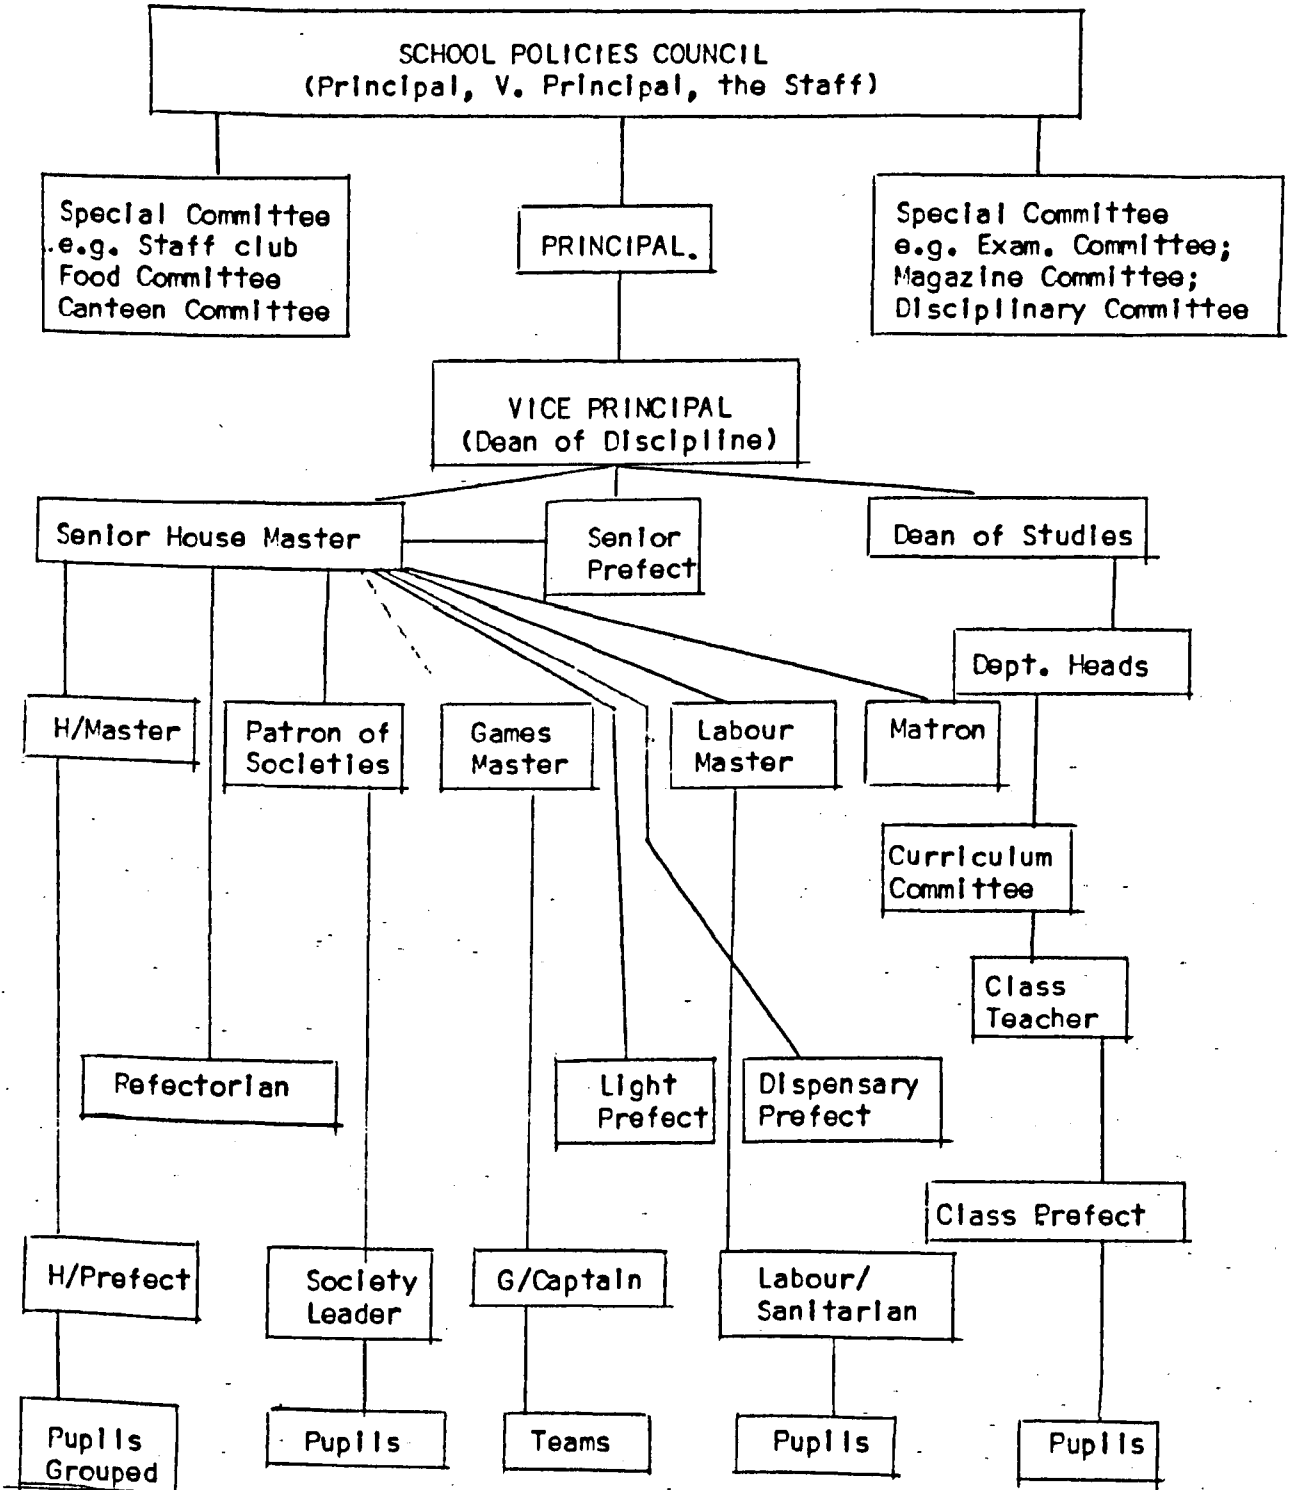 SCHOOL POLICIES COUNCIL
(Principal, V. Principal, the Staff)
Special Committee
e.g. Staff club
Food Committee
Canteen Committee
PRINCIPAL.
Special Committee
e.g. Exam. Committee;
Magazine Committee;
Disciplinary Committee
VICE PRINCIPAL
(Dean of Discipline)
Senior House Master
Senior
Prefect
Dean of Studies
Dept. Heads
H/Master
Patron of
Societies
Games
Master
Labour
Master
Matron
Curriculum
Committee
Class
Teacher
Refectorian
Light
Prefect
Dispensary
Prefect
Class Prefect
H/Prefect
Society
Leader
G/Captain
Labour/
Sanitarian
Pupils
Grouped
Pupils
Teams
Pupils
Pupils